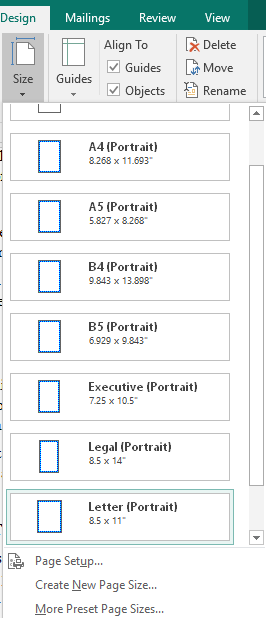 Design Mailings Review View
Size
Guides
Align To
Guides
Objects
Delete
Move
Rename
A4 (Portrait)
8.268 x 11.693"
A5 (Portrait)
5.827 x 8.268"
B4 (Portrait)
9.843 x 13.898"
B5 (Portrait)
6.929 x 9.843"
Executive (Portrait)
7.25 x 10.5"
Legal (Portrait)
8.5 x 14"
Letter (Portrait)
8.5 x 11"
Page Setup...
Create New Page Size...
More Preset Page Sizes...